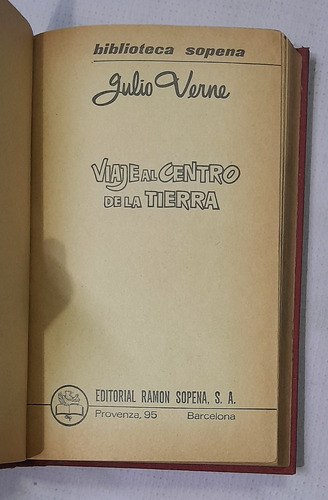 biblioteca sopena
Julio Verne
VIAJE AL CENTRO
DE LA TIERRA
EDITORIAL RAMON SOPENA, S. A.
Provenza, 95 Barcelona